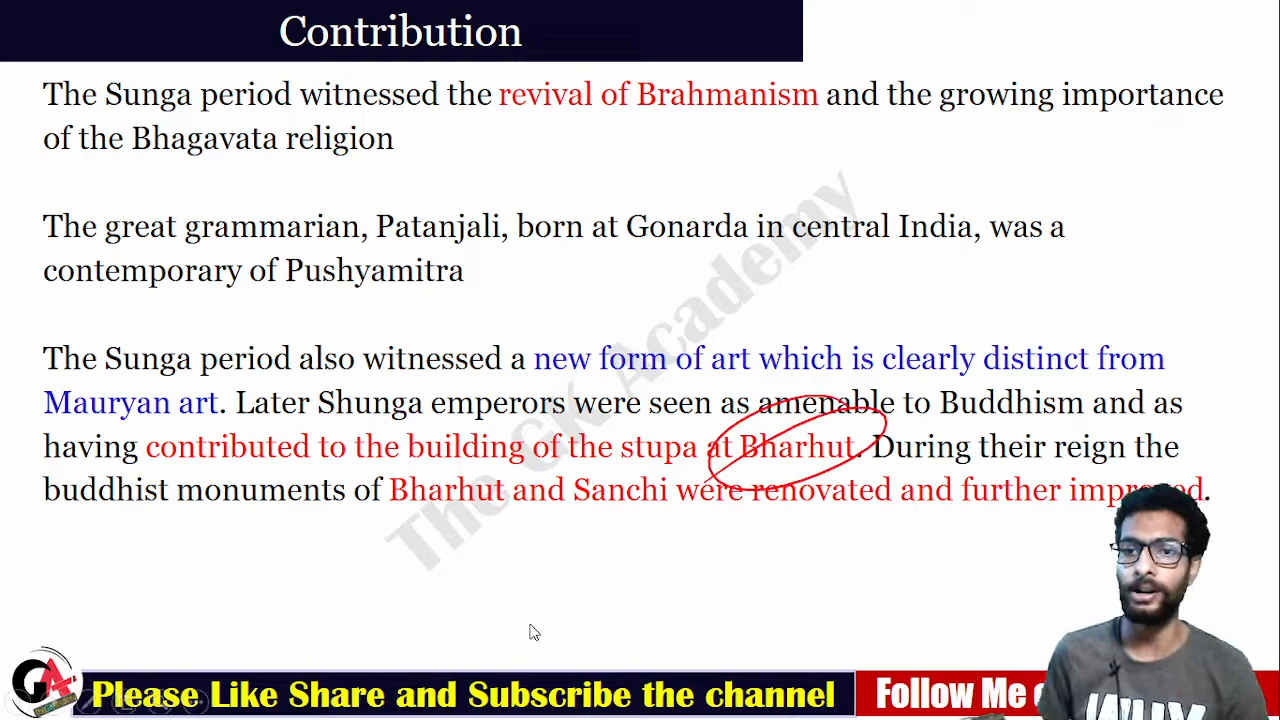 Contribution
The Sunga period witnessed the revival of Brahmanism and the growing importance
of the Bhagavata religion
The great grammarian, Patanjali, born at Gonarda in central India, was a
contemporary of Pushyamitra
The Sunga period also witnessed a new form of art which is clearly distinct from
Mauryan art. Later Shunga emperors were seen as amenable to Buddhism and as
having contributed to the building of the stupa at Bharhut. During their reign the
buddhist monuments of Bharhut and Sanchi were renovated and further improved.
The GK Academy
GA
Please Like Share and Subscribe the channel
Follow Me